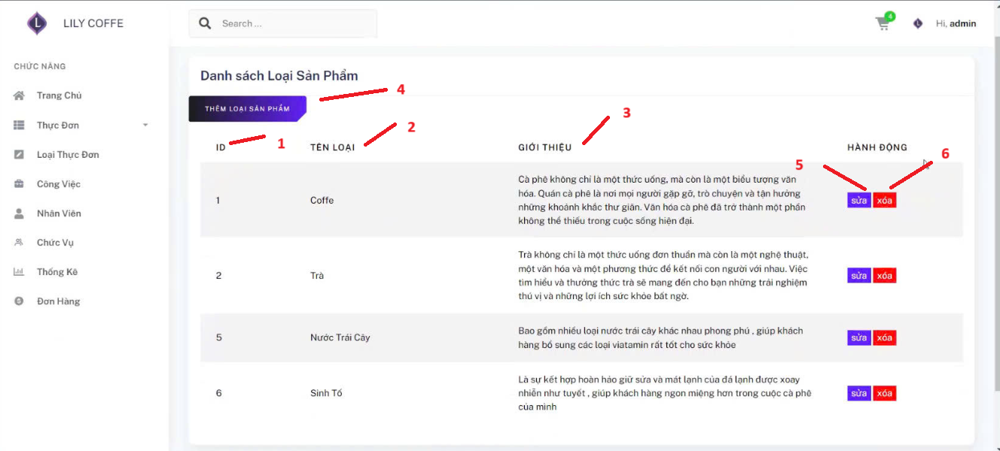 L
LILY COFFE
Search ...
4
Hi, admin
CHỨC NĂNG
Trang Chủ
Thực Đơn
Loại Thực Đơn
Công Việc
Nhân Viên
Chức Vụ
Thống Kê
Đơn Hàng
Danh sách Loại Sản Phẩm
THÊM LOẠI SẢN PHẨM
4
ID
1
TÊN LOẠI
2
GIỚI THIỆU
3
HÀNH ĐỘNG
5
6
1
Coffe
Cà phê không chỉ là một thức uống, mà còn là một biểu tượng văn
hóa. Quán cà phê là nơi mọi người gặp gỡ, trò chuyện và tận hưởng
những khoảnh khắc thư giãn. Văn hóa cà phê đã trở thành một phần
không thể thiếu trong cuộc sống hiện đại.
sửa xóa
2
Trà
Trà không chỉ là một thức uống đơn thuần mà còn là một nghệ thuật,
một văn hóa và một phương thức để kết nối con người với nhau. Việc
tìm hiểu và thưởng thức trà sẽ mang đến cho bạn những trải nghiệm
thú vị và những lợi ích sức khỏe bất ngờ.
sửa xóa
5
Nước Trái Cây
Bao gồm nhiều loại nước trái cây khác nhau phong phú , giúp khách
hàng bổ sung các loại viatamin rất tốt cho sức khỏe
sửa xóa
6
Sinh Tố
Là sự kết hợp hoàn hảo giữ sửa và mát lạnh của đá lạnh được xoay
nhiễn như tuyết , giúp khách hàng ngon miệng hơn trong cuộc cà phê
của mình
sửa xóa